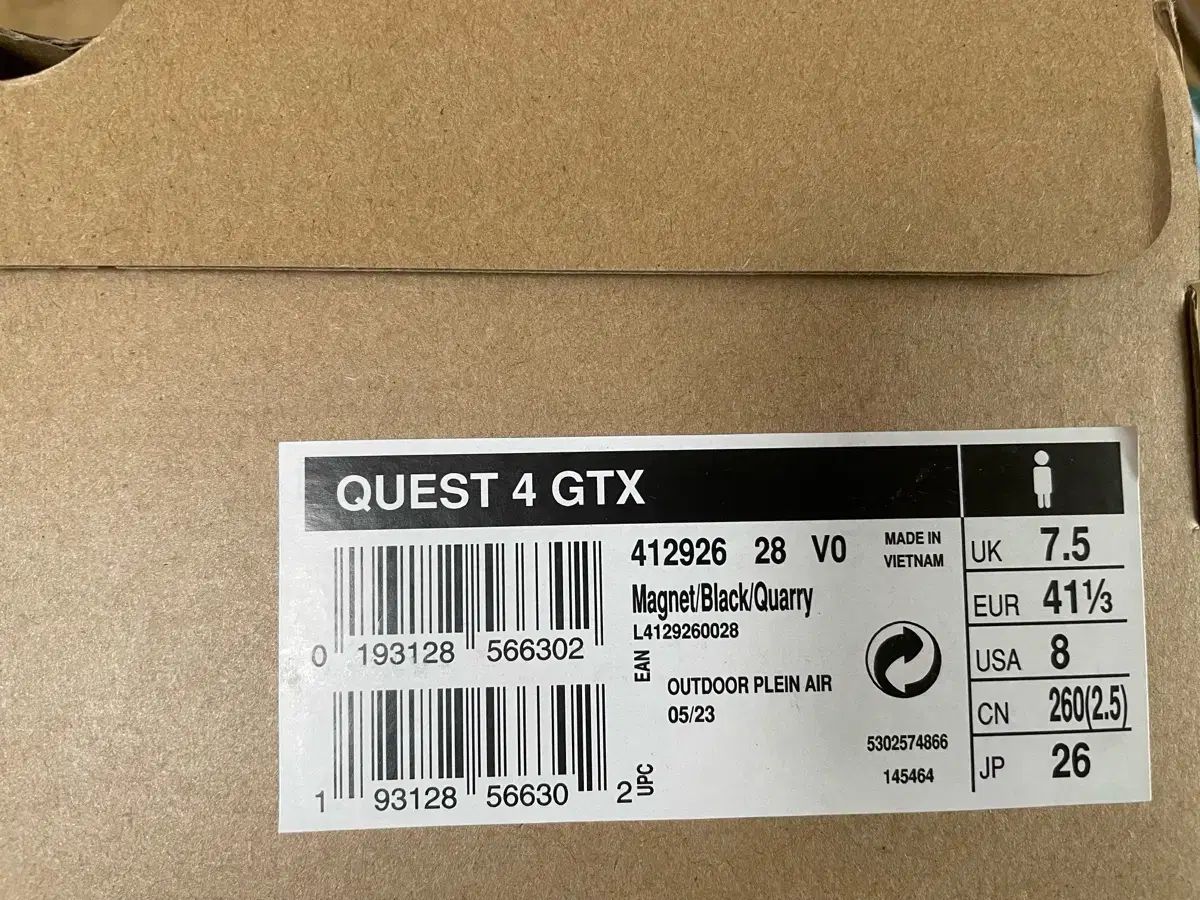 QUEST 4 GTX
412926 28 V0
MADE IN
VIETNAM
Magnet/Black/Quarry
L4129260028
0 193128 566302
EAN
OUTDOOR PLEIN AIR
05/23
1 93128 56630 2
UPC
5302574866
145464
UK 7.5
EUR 41⅓
USA 8
CN 260(2.5)
JP 26